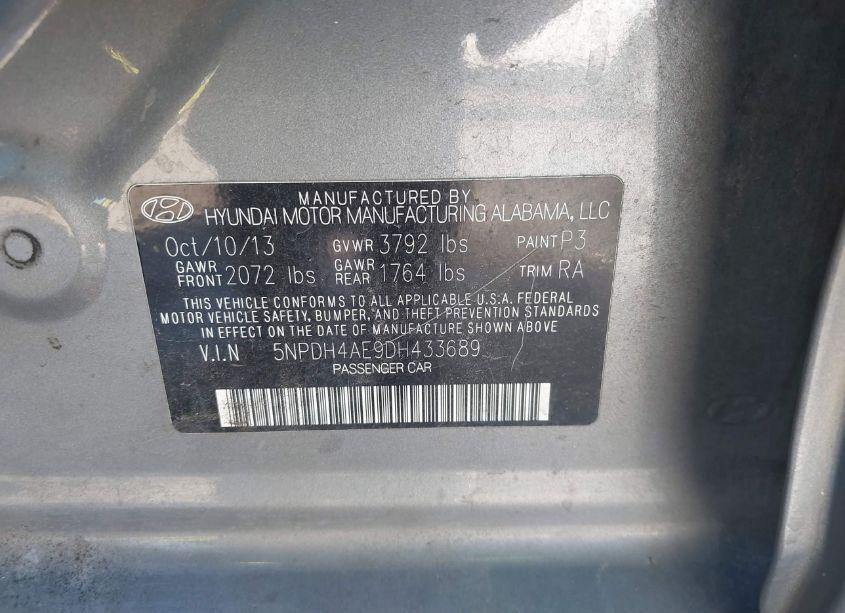 MANUFACTURED BY
HYUNDAI MOTOR MANUFACTURING ALABAMA, LLC
Oct/10/13 GVWR 3792 lbs PAINT P3
GAWR FRONT 2072 lbs GAWR REAR 1764 lbs TRIM RA
THIS VEHICLE CONFORMS TO ALL APPLICABLE U.S.A. FEDERAL
MOTOR VEHICLE SAFETY, BUMPER, AND THEFT PREVENTION STANDARDS
IN EFFECT ON THE DATE OF MANUFACTURE SHOWN ABOVE
V.I.N 5NPDH4AE9DH433689
PASSENGER CAR